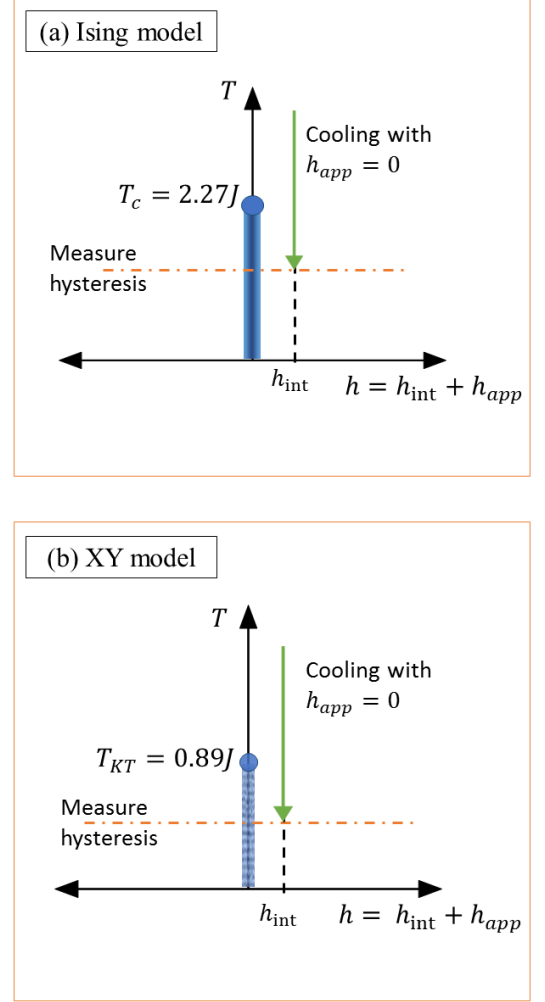 (a) Ising model
T
Cooling with
h_app = 0
T_c = 2.27J
Measure
hysteresis
h_int
h = h_int + h_app
(b) XY model
T
Cooling with
h_app = 0
T_KT = 0.89J
Measure
hysteresis
h_int
h = h_int + h_app